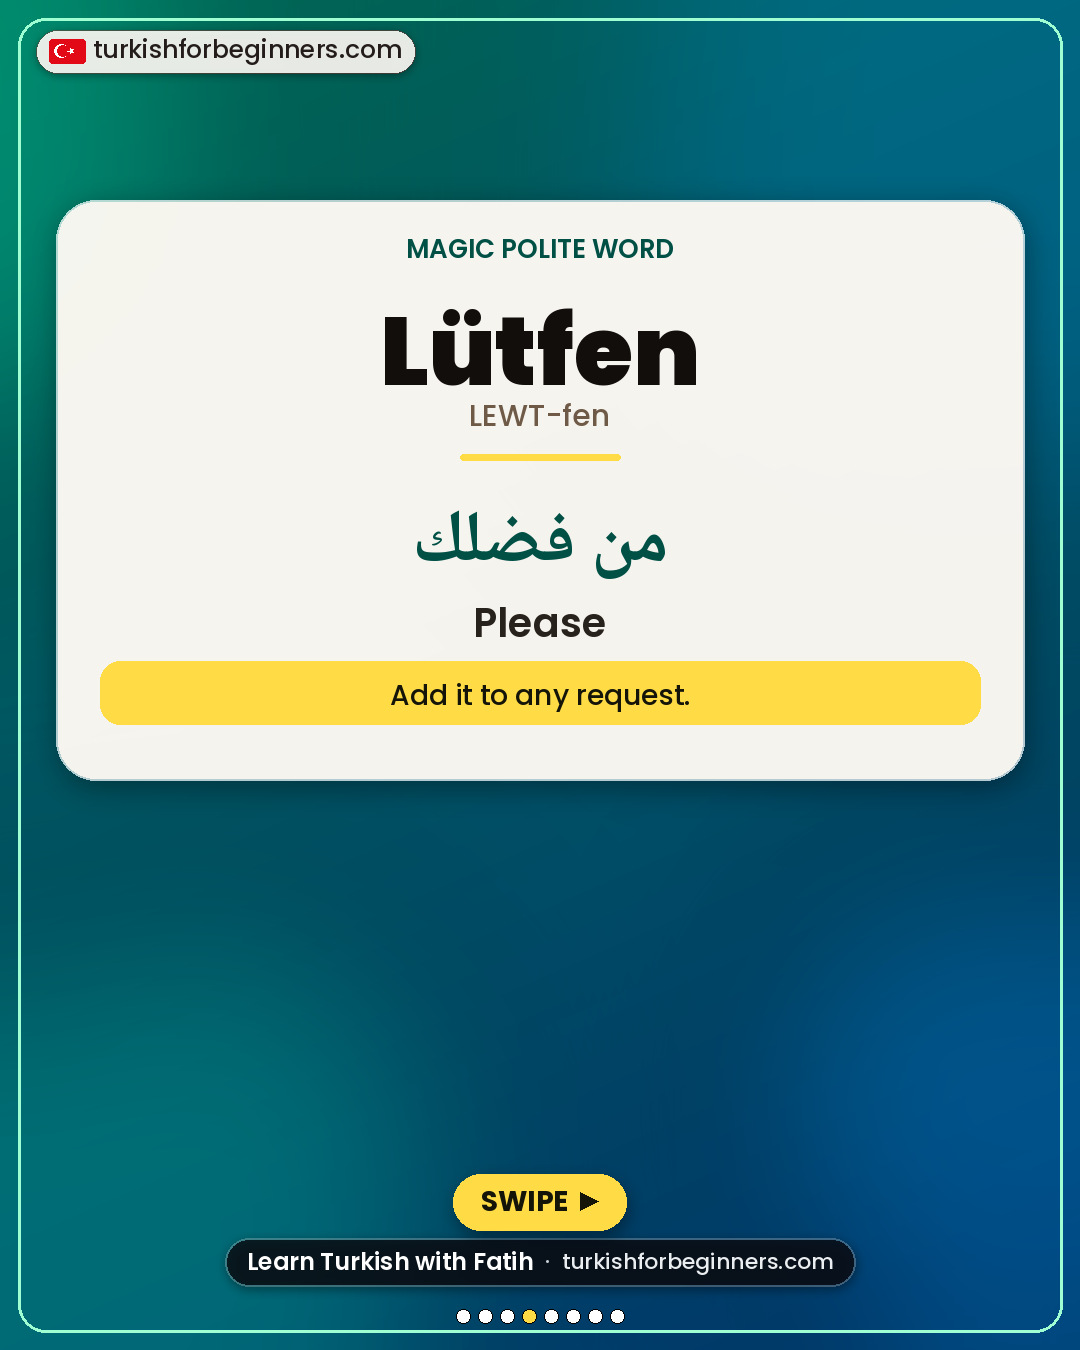 turkishforbeginners.com
MAGIC POLITE WORD
Lütfen
LEWT-fen
من فضلك
Please
Add it to any request.
SWIPE ▶
Learn Turkish with Fatih · turkishforbeginners.com